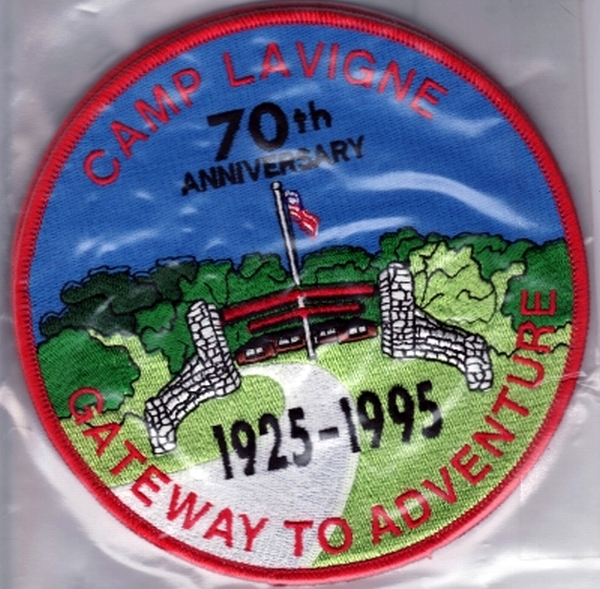 CAMP LAVIGNE
70th
ANNIVERSARY
1925-1995
GATEWAY TO ADVENTURE